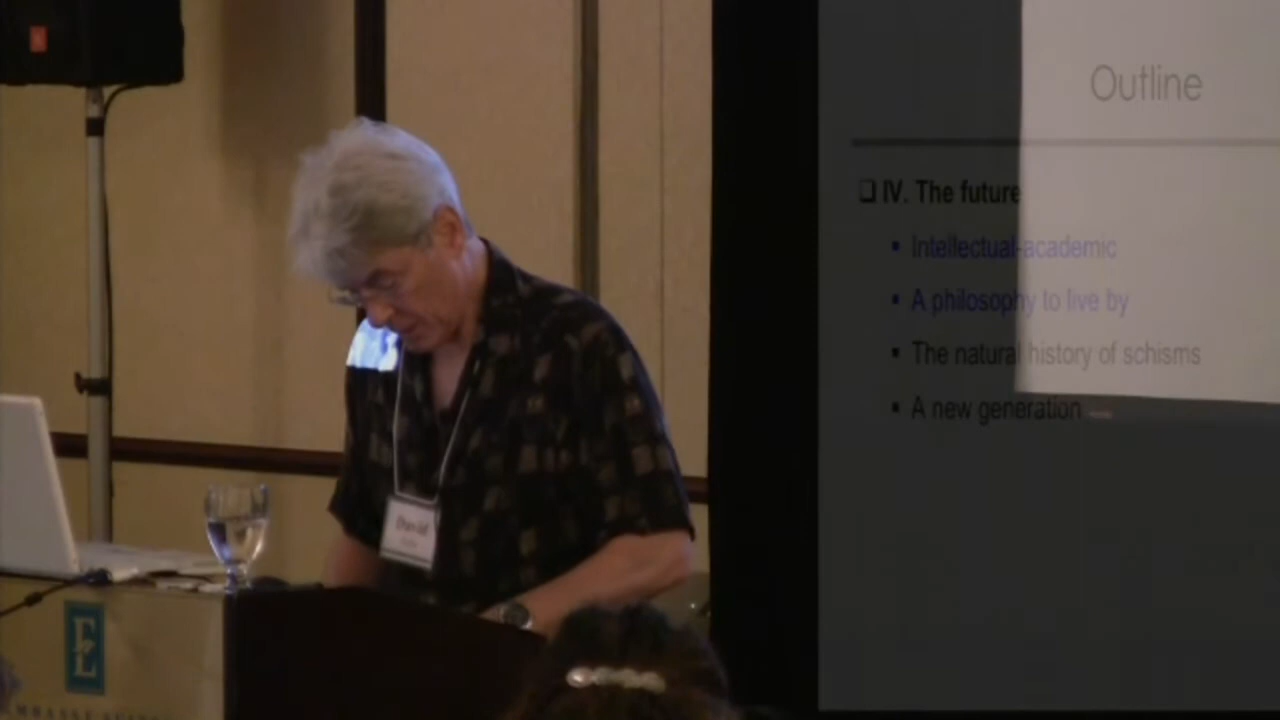 Outline
IV. The future
Intellectual-academic
A philosophy to live by
The natural history of schisms
A new generation
David
E
L